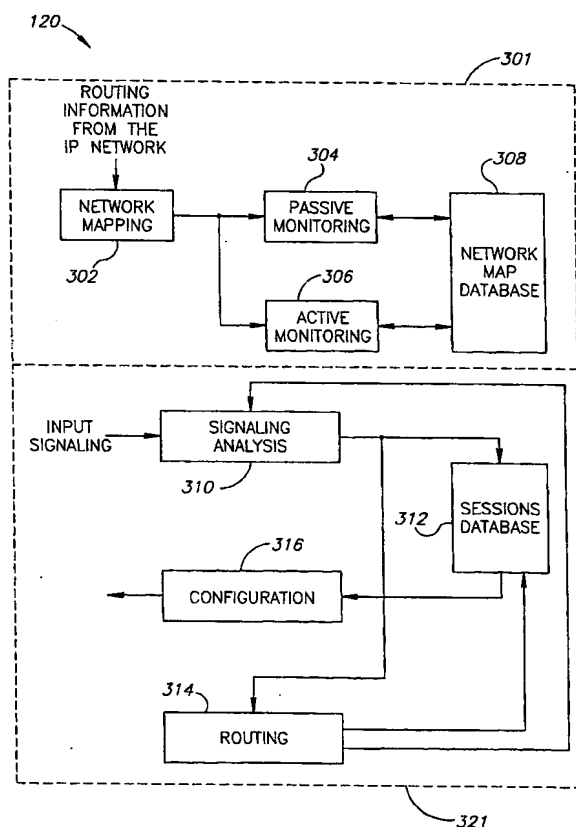 120
301
ROUTING
INFORMATION
FROM THE
IP NETWORK
304
308
NETWORK
MAPPING
302
PASSIVE
MONITORING
306
ACTIVE
MONITORING
NETWORK
MAP
DATABASE
INPUT
SIGNALING
SIGNALING
ANALYSIS
310
312
SESSIONS
DATABASE
316
CONFIGURATION
314
ROUTING
321